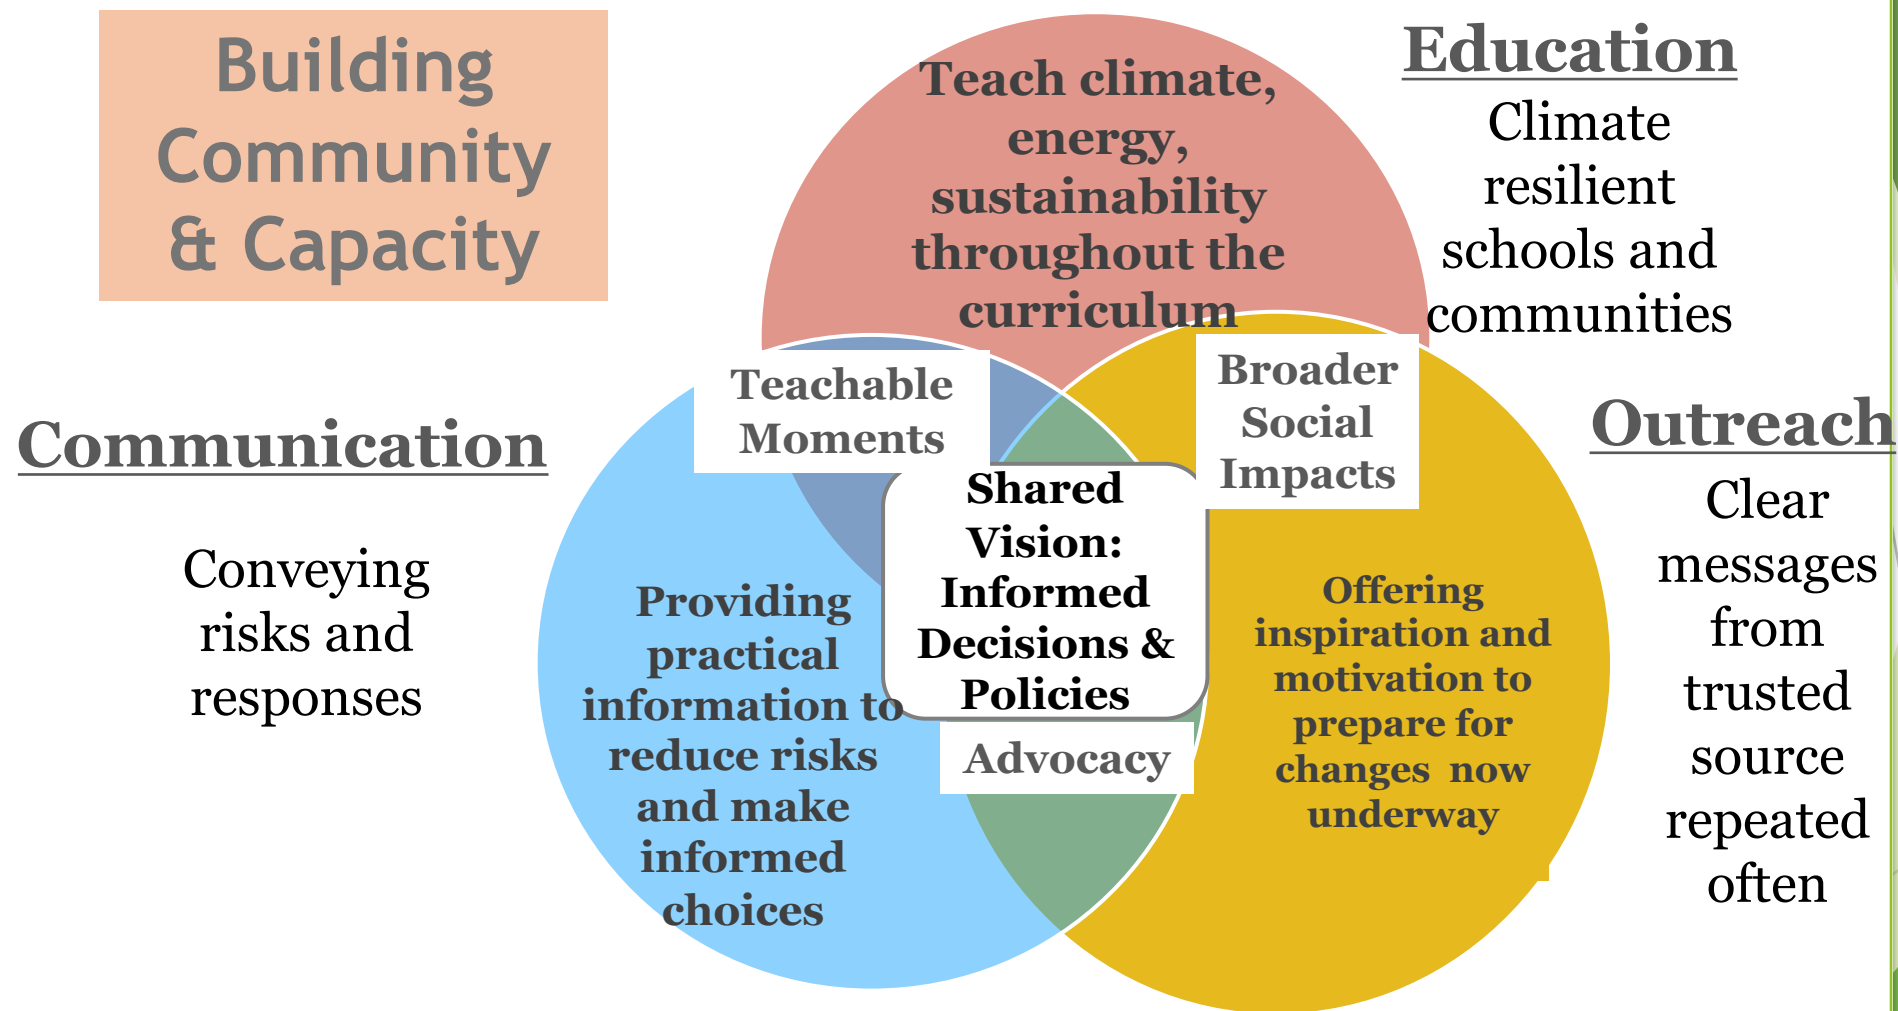 Building
Community
& Capacity
Teach climate,
energy,
sustainability
throughout the
curriculum
Education
Climate
resilient
schools and
communities
Teachable
Moments
Broader
Social
Impacts
Communication
Conveying
risks and
responses
Outreach
Clear
messages
from
trusted
source
repeated
often
Shared
Vision:
Informed
Decisions &
Policies
Providing
practical
information to
reduce risks
and make
informed
choices
Offering
inspiration and
motivation to
prepare for
changes  now
underway
Advocacy